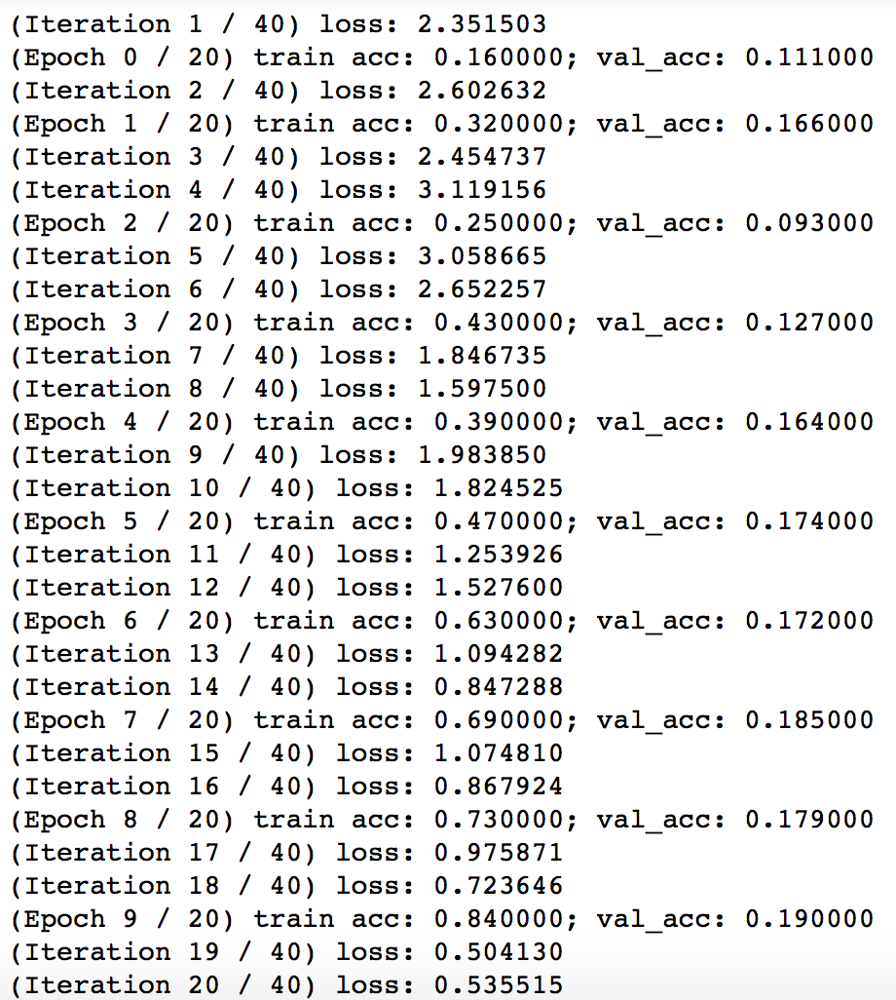 (Iteration 1 / 40) loss: 2.351503
(Epoch 0 / 20) train acc: 0.160000; val_acc: 0.111000
(Iteration 2 / 40) loss: 2.602632
(Epoch 1 / 20) train acc: 0.320000; val_acc: 0.166000
(Iteration 3 / 40) loss: 2.454737
(Iteration 4 / 40) loss: 3.119156
(Epoch 2 / 20) train acc: 0.250000; val_acc: 0.093000
(Iteration 5 / 40) loss: 3.058665
(Iteration 6 / 40) loss: 2.652257
(Epoch 3 / 20) train acc: 0.430000; val_acc: 0.127000
(Iteration 7 / 40) loss: 1.846735
(Iteration 8 / 40) loss: 1.597500
(Epoch 4 / 20) train acc: 0.390000; val_acc: 0.164000
(Iteration 9 / 40) loss: 1.983850
(Iteration 10 / 40) loss: 1.824525
(Epoch 5 / 20) train acc: 0.470000; val_acc: 0.174000
(Iteration 11 / 40) loss: 1.253926
(Iteration 12 / 40) loss: 1.527600
(Epoch 6 / 20) train acc: 0.630000; val_acc: 0.172000
(Iteration 13 / 40) loss: 1.094282
(Iteration 14 / 40) loss: 0.847288
(Epoch 7 / 20) train acc: 0.690000; val_acc: 0.185000
(Iteration 15 / 40) loss: 1.074810
(Iteration 16 / 40) loss: 0.867924
(Epoch 8 / 20) train acc: 0.730000; val_acc: 0.179000
(Iteration 17 / 40) loss: 0.975871
(Iteration 18 / 40) loss: 0.723646
(Epoch 9 / 20) train acc: 0.840000; val_acc: 0.190000
(Iteration 19 / 40) loss: 0.504130
(Iteration 20 / 40) loss: 0.535515